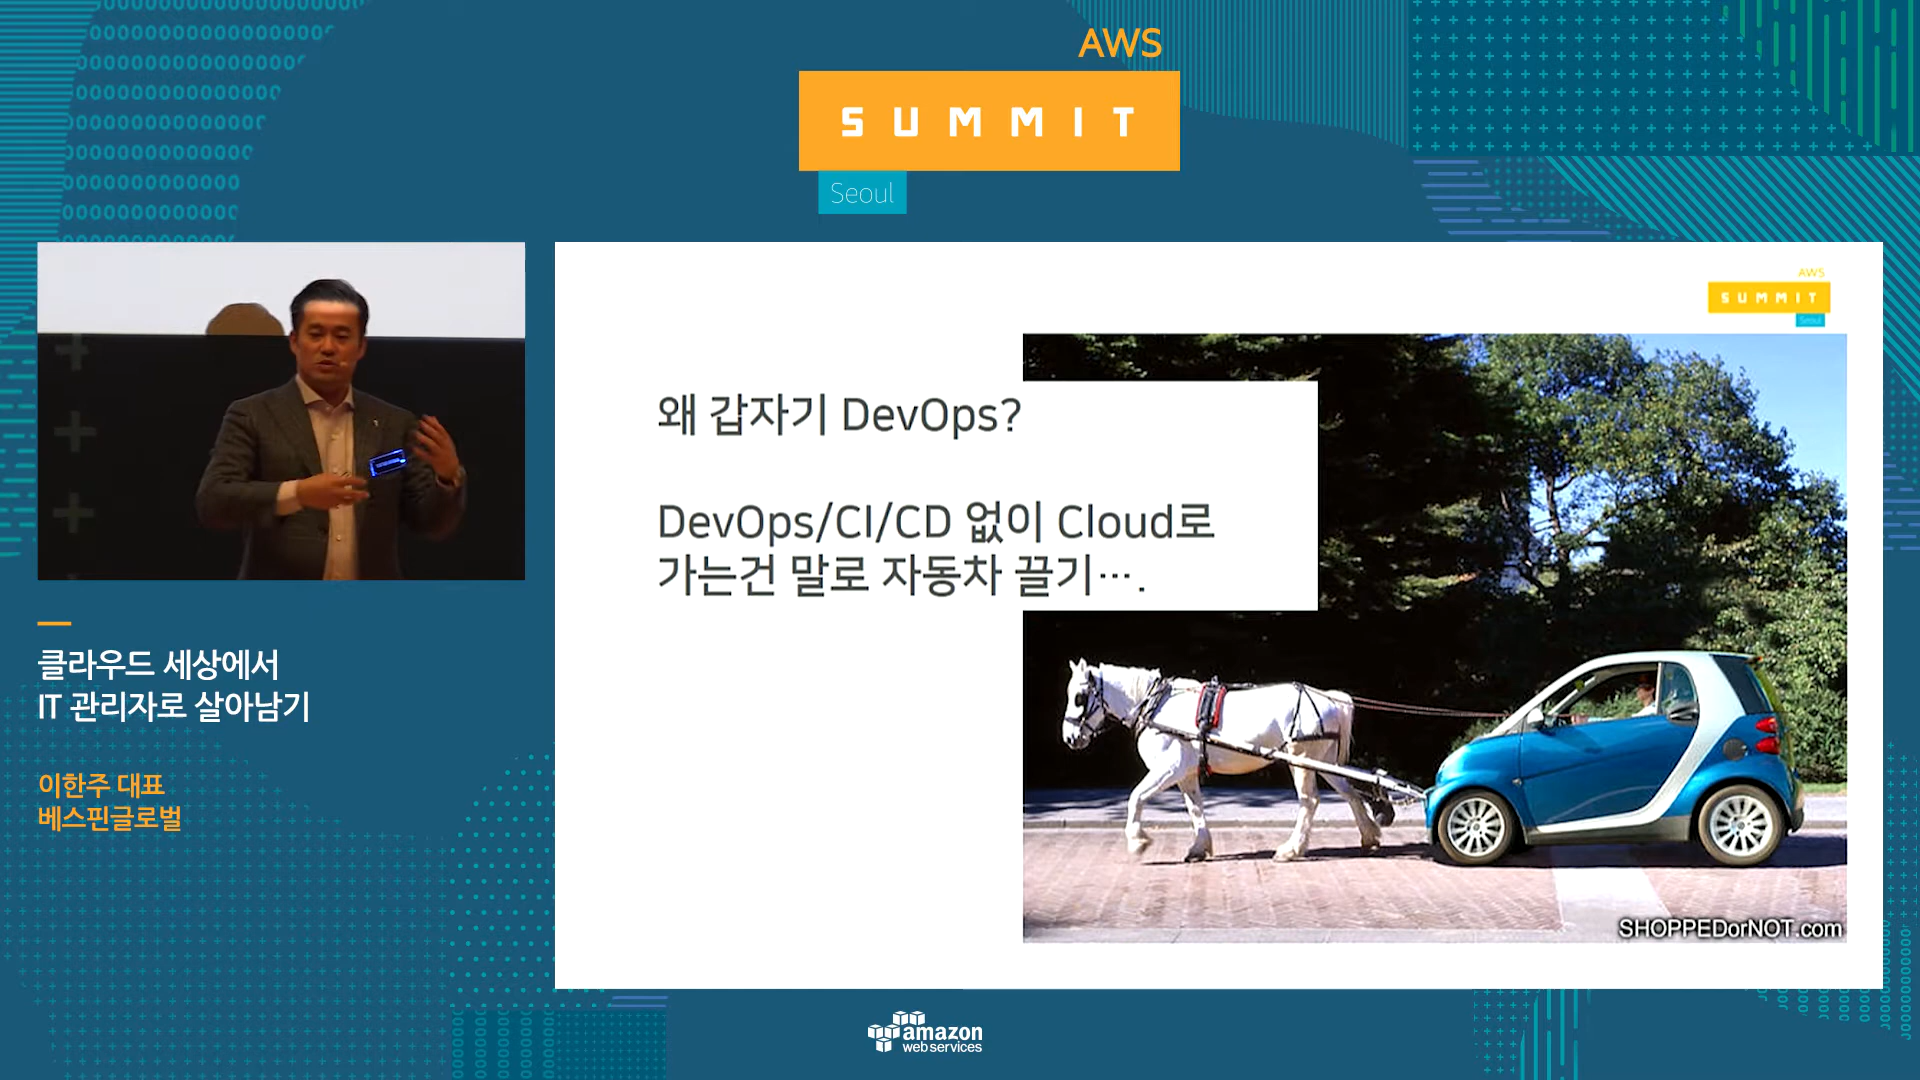 AWS
SUMMIT
Seoul
AWS
SUMMIT
Seoul
왜 갑자기 DevOps?
DevOps/CI/CD 없이 Cloud로
가는건 말로 자동차 끌기….
SHOPPEDorNOT.com
클라우드 세상에서
IT 관리자로 살아남기
이한주 대표
베스핀글로벌
amazon
web services